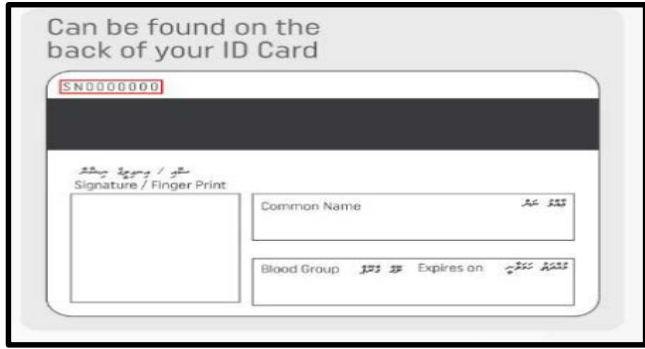 Can be found on the
back of your ID Card
SN0000000
Signature / Finger Print
Common Name
Blood Group Expires on